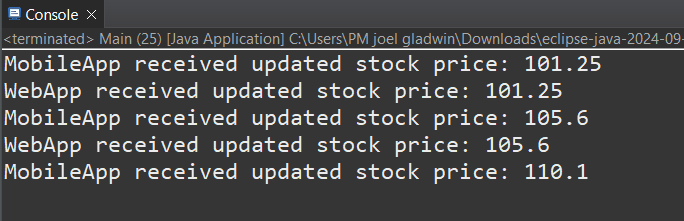 Console
<terminated> Main (25) [Java Application] C:\Users\PM joel gladwin\Downloads\eclipse-java-2024-09-
MobileApp received updated stock price: 101.25
WebApp received updated stock price: 101.25
MobileApp received updated stock price: 105.6
WebApp received updated stock price: 105.6
MobileApp received updated stock price: 110.1